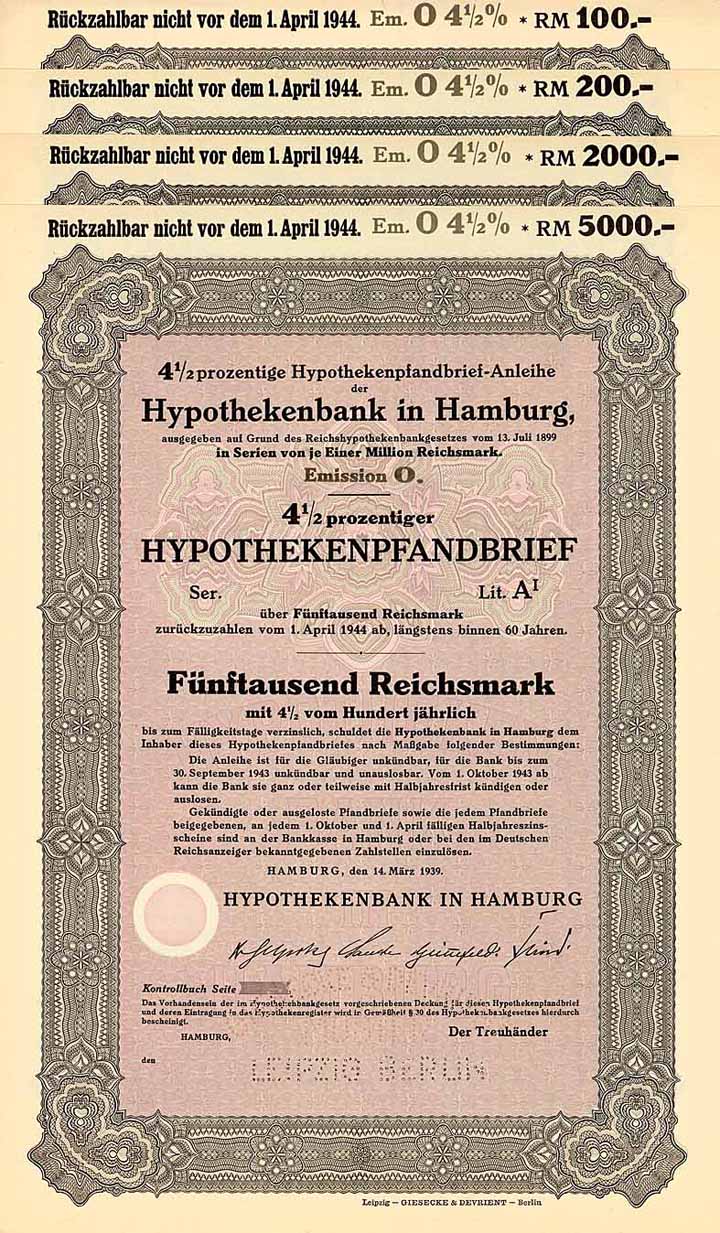 Rückzahlbar nicht vor dem 1. April 1944. Em. O 4½% * RM 100.-
Rückzahlbar nicht vor dem 1. April 1944. Em. O 4½% * RM 200.-
Rückzahlbar nicht vor dem 1. April 1944. Em. O 4½% * RM 2000.-
Rückzahlbar nicht vor dem 1. April 1944. Em. O 4½% * RM 5000.-
4½prozentige Hypothekenpfandbrief-Anleihe
der
Hypothekenbank in Hamburg,
ausgegeben auf Grund des Reichshypothekenbankgesetzes vom 13. Juli 1899
in Serien von je Einer Million Reichsmark.
Emission O.
4½prozentiger
HYPOTHEKENPFANDBRIEF
Ser. Lit. A I
über Fünftausend Reichsmark
zurückzuzahlen vom 1. April 1944 ab, längstens binnen 60 Jahren.
Fünftausend Reichsmark
mit 4½ vom Hundert jährlich
bis zum Fälligkeitstage verzinslich, schuldet die Hypothekenbank in Hamburg dem
Inhaber dieses Hypothekenpfandbriefes nach Maßgabe folgender Bestimmungen:
Die Anleihe ist für die Gläubiger unkündbar, für die Bank bis zum
30. September 1943 unkündbar und unauslosbar. Vom 1. Oktober 1943 ab
kann die Bank sie ganz oder teilweise mit Halbjahresfrist kündigen oder
auslosen.
Gekündigte oder ausgeloste Pfandbriefe sowie die jedem Pfandbriefe
beigegebenen, an jedem 1. Oktober und 1. April fälligen Halbjahreszins-
scheine sind an der Bankkasse in Hamburg oder bei den im Deutschen
Reichsanzeiger bekanntgegebenen Zahlstellen einzulösen.
HAMBURG, den 14. März 1939.
HYPOTHEKENBANK IN HAMBURG
Kontrollbuch Seite
Das Vorhandensein der im Hypothekenbankgesetz vorgeschriebenen Deckung für diesen Hypothekenpfandbrief
und deren Eintragung in das Hypothekenregister wird in Gemäßheit § 30 des Hypothekenbankgesetzes hierdurch
bescheinigt.
HAMBURG, Der Treuhänder
den
LEIPZIG BERLIN
Leipzig – GIESECKE & DEVRIENT – Berlin